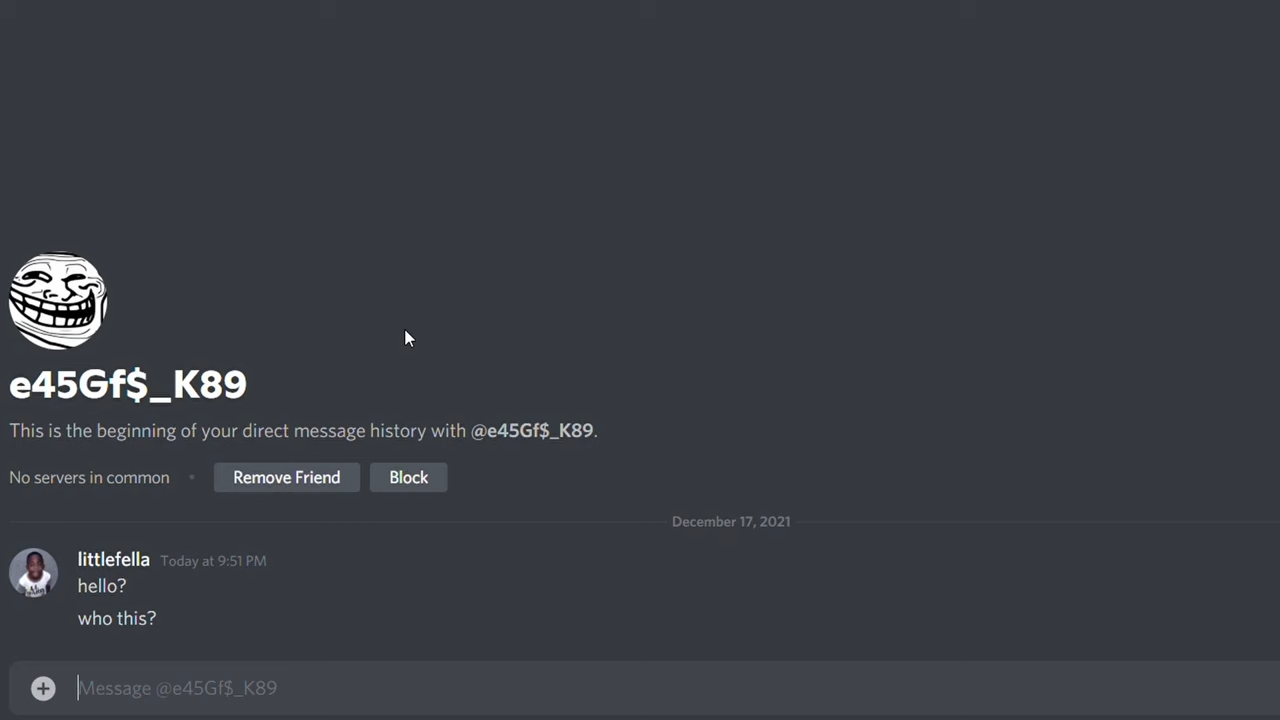 e45Gf$_K89
This is the beginning of your direct message history with @e45Gf$_K89.
No servers in common • Remove Friend Block
December 17, 2021
littlefella Today at 9:51 PM
hello?
who this?
Message @e45Gf$_K89